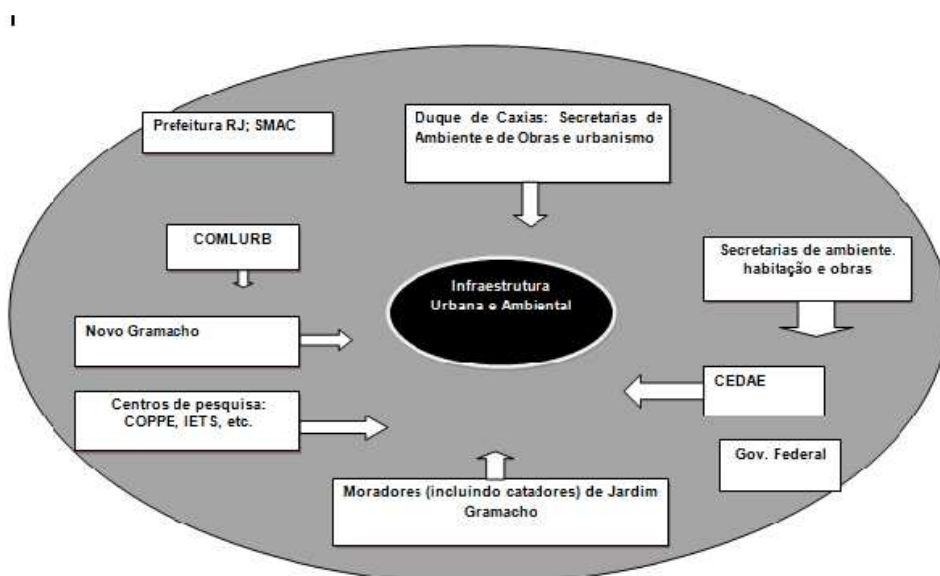 Prefeitura RJ; SMAC
Duque de Caxias: Secretarias de
Ambiente e de Obras e urbanismo
COMLURB
Secretarias de ambiente.
habitação e obras
Infraestrutura
Urbana e Ambiental
Novo Gramacho
CEDAE
Centros de pesquisa:
COPPE, IETS, etc.
Gov. Federal
Moradores (incluindo catadores) de Jardim
Gramacho